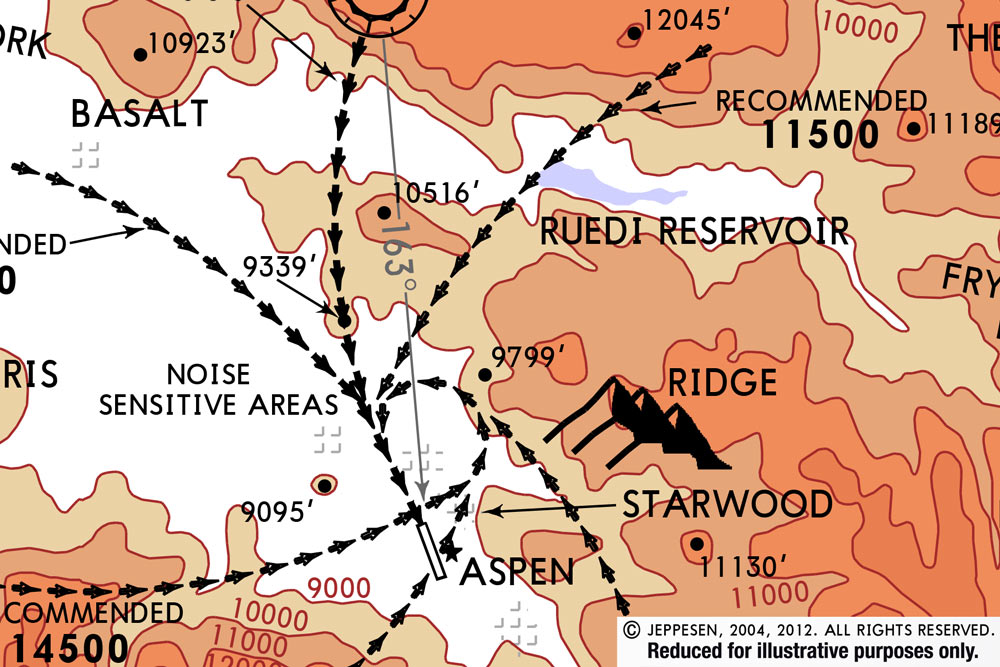 ORK
10923′
12045′
10000
THE
BASALT
RECOMMENDED
11500
11189
10516′
163°
RUEDI RESERVOIR
NDED
0
9339′
FRY
RIS
9799′
NOISE
SENSITIVE AREAS
RIDGE
9095′
STARWOOD
ASPEN
11130′
11000
9000
COMMENDED
14500
10000
11000
12000
© JEPPESEN, 2004, 2012. ALL RIGHTS RESERVED.
Reduced for illustrative purposes only.